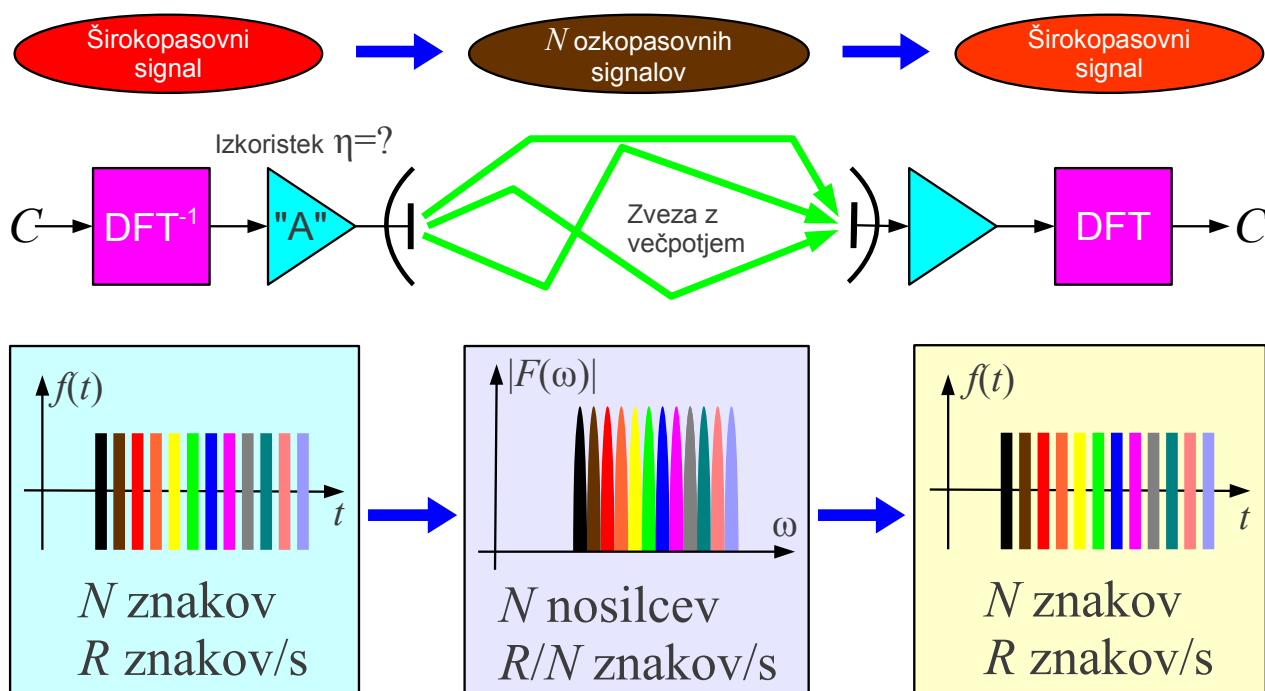 Širokopasovni
signal
N ozkopasovnih
signalov
Širokopasovni
signal
Izkoristek η=?
C
DFT⁻¹
"A"
Zveza z
večpotjem
DFT
C
f(t)
t
N znakov
R znakov/s
|F(ω)|
ω
N nosilcev
R/N znakov/s
f(t)
t
N znakov
R znakov/s